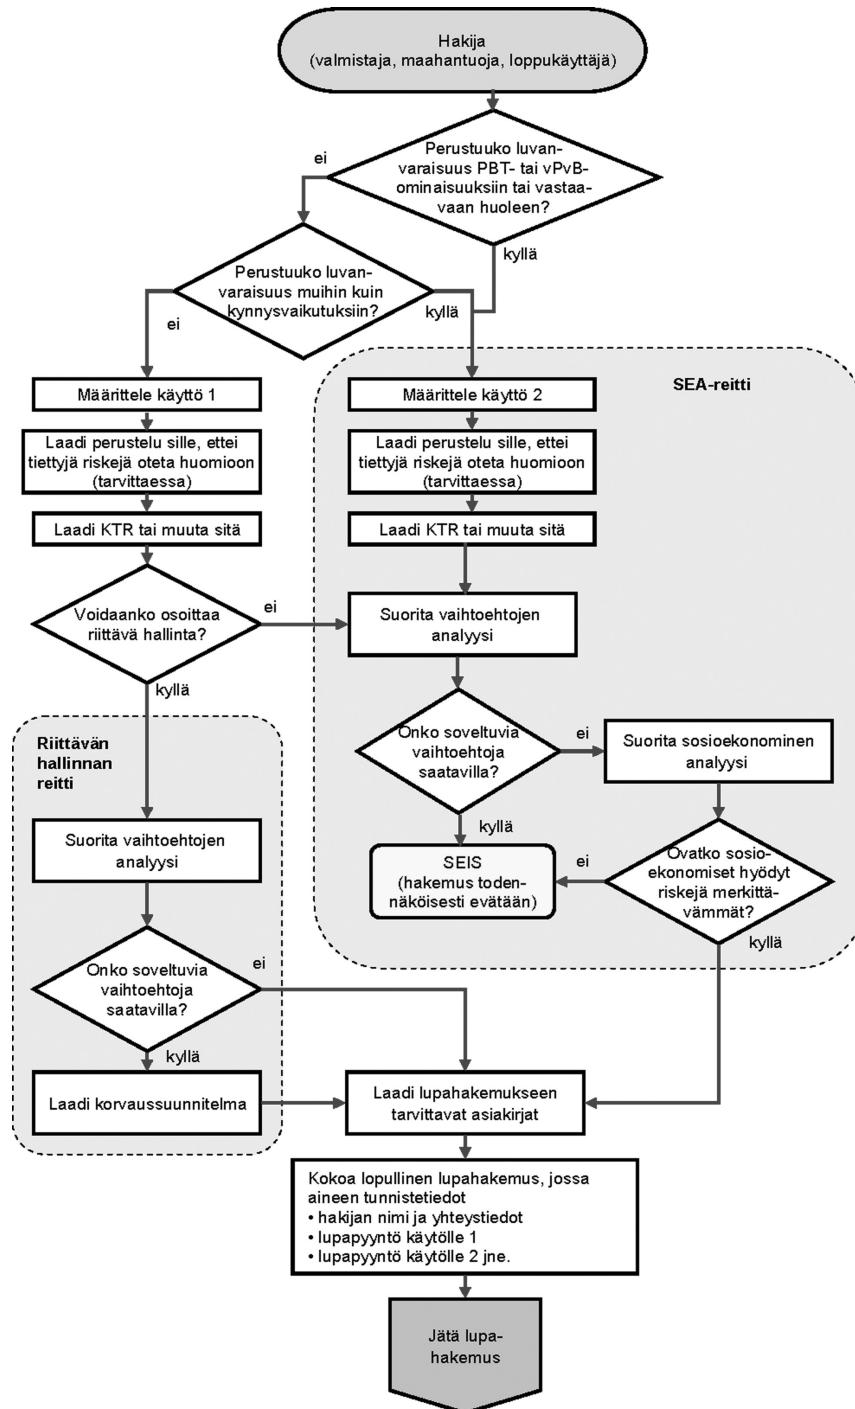 Hakija
(valmistaja, maahantuoja, loppukäyttäjä)
Perustuuko luvan-
varaisuus PBT- tai vPvB-
ominaisuuksiin tai vastaa-
vaan huoleen?
ei
kyllä
Perustuuko luvan-
varaisuus muihin kuin
kynnysvaikutuksiin?
ei
kyllä
SEA-reitti
Määrittele käyttö 1
Määrittele käyttö 2
Laadi perustelu sille, ettei
tiettyjä riskejä oteta huomioon
(tarvittaessa)
Laadi perustelu sille, ettei
tiettyjä riskejä oteta huomioon
(tarvittaessa)
Laadi KTR tai muuta sitä
Laadi KTR tai muuta sitä
Voidaanko osoittaa
riittävä hallinta?
ei
kyllä
Suorita vaihtoehtojen
analyysi
Onko soveltuvia
vaihtoehtoja
saatavilla?
ei
kyllä
Suorita sosioekonominen
analyysi
Riittävän
hallinnan
reitti
Suorita vaihtoehtojen
analyysi
SEIS
(hakemus toden-
näköisesti evätään)
ei
Ovatko sosio-
ekonomiset hyödyt
riskejä merkittä-
vämmät?
kyllä
Onko soveltuvia
vaihtoehtoja
saatavilla?
ei
kyllä
Laadi korvaussuunnitelma
Laadi lupahakemukseen
tarvittavat asiakirjat
Kokoa lopullinen lupahakemus, jossa
aineen tunnistetiedot
• hakijan nimi ja yhteystiedot
• lupapyyntö käytölle 1
• lupapyyntö käytölle 2 jne.
Jätä lupa-
hakemus